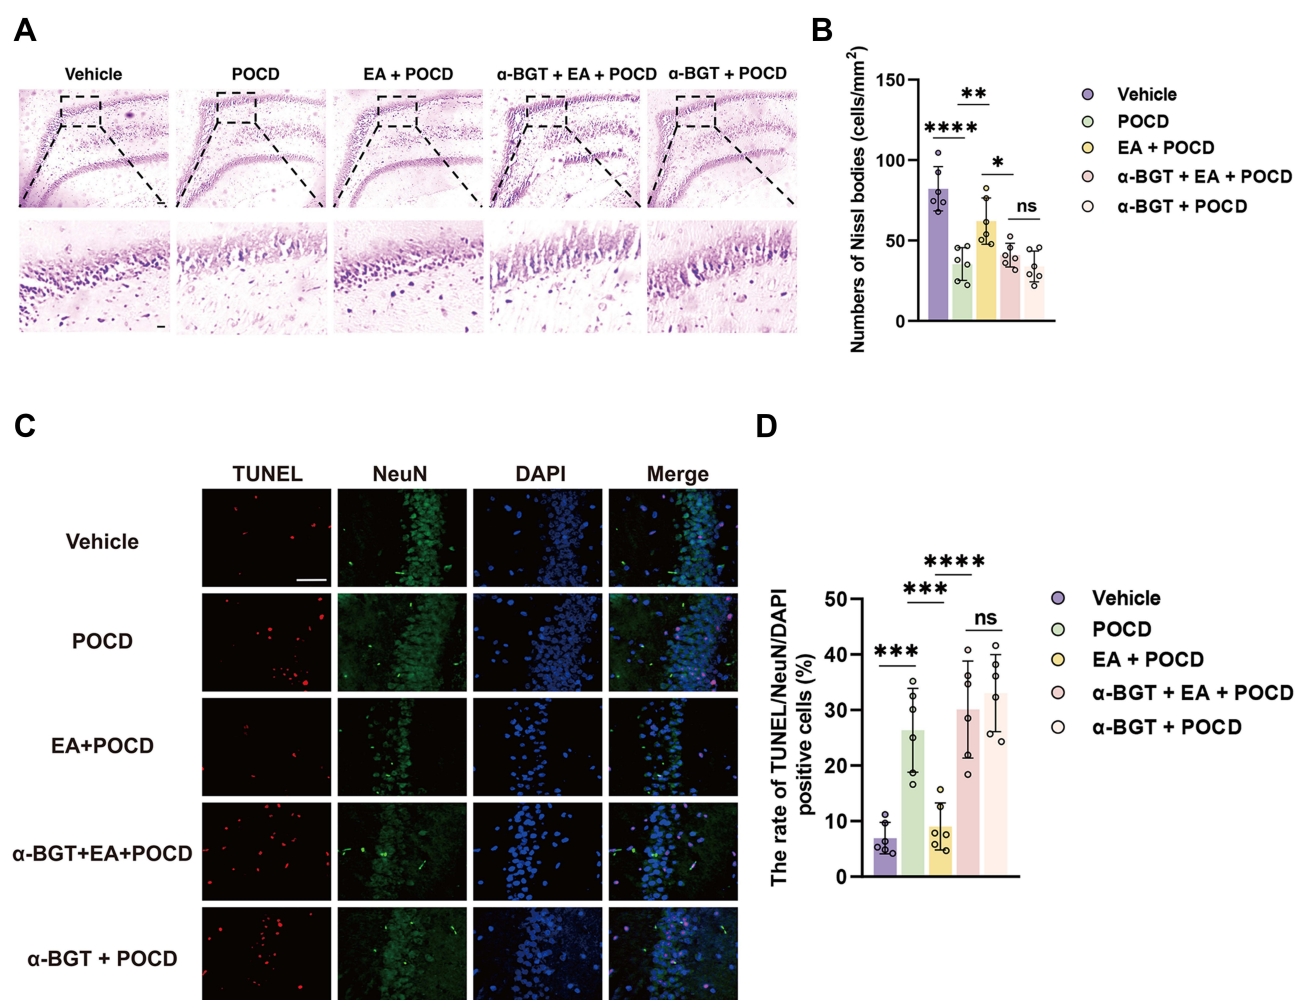 A
Vehicle
POCD
EA + POCD
α-BGT + EA + POCD
α-BGT + POCD
B
Numbers of Nissl bodies (cells/mm²)
150
100
50
0
****
**
*
ns
Vehicle
POCD
EA + POCD
α-BGT + EA + POCD
α-BGT + POCD
C
TUNEL
NeuN
DAPI
Merge
Vehicle
POCD
EA+POCD
α-BGT+EA+POCD
α-BGT + POCD
D
The rate of TUNEL/NeuN/DAPI
positive cells (%)
50
40
30
20
10
0
***
***
****
ns
Vehicle
POCD
EA + POCD
α-BGT + EA + POCD
α-BGT + POCD